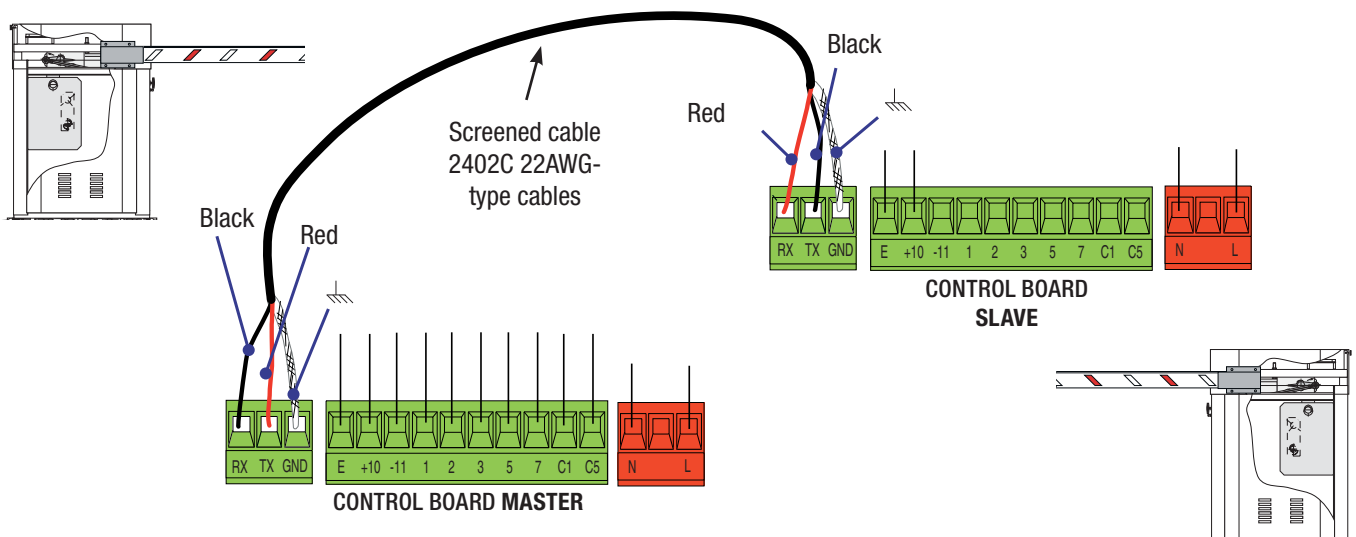 Black
Red
Screened cable
2402C 22AWG-
type cables
RX TX GND
E +10 -11 1 2 3 5 7 C1 C5
N L
CONTROL BOARD
SLAVE
Black
Red
RX TX GND
E +10 -11 1 2 3 5 7 C1 C5
N L
CONTROL BOARD MASTER